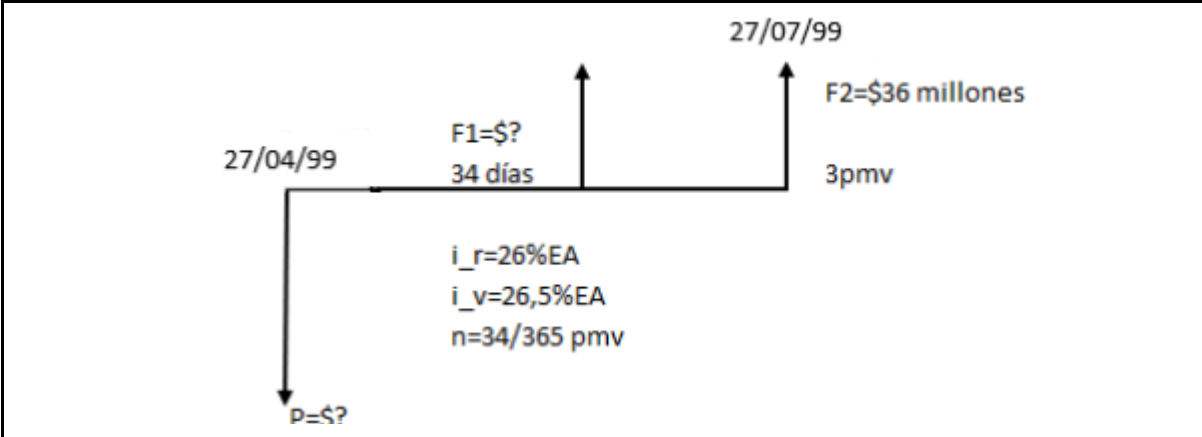 27/07/99
F2=$36 millones
F1=$?
27/04/99
34 días
3pmv
i_r=26%EA
i_v=26,5%EA
n=34/365 pmv
P=$?